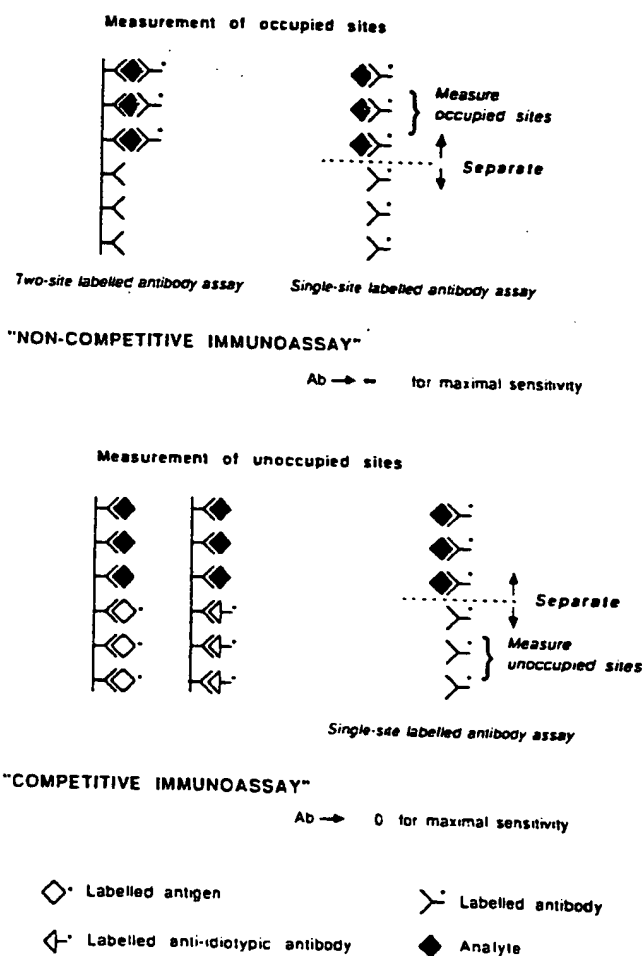 Measurement of occupied sites
Measure
occupied sites
Separate
Two-site labelled antibody assay
Single-site labelled antibody assay
"NON-COMPETITIVE IMMUNOASSAY"
Ab → ∞ for maximal sensitivity
Measurement of unoccupied sites
Separate
Measure
unoccupied sites
Single-site labelled antibody assay
"COMPETITIVE IMMUNOASSAY"
Ab → 0 for maximal sensitivity
Labelled antigen
Labelled antibody
Labelled anti-idiotypic antibody
Analyte